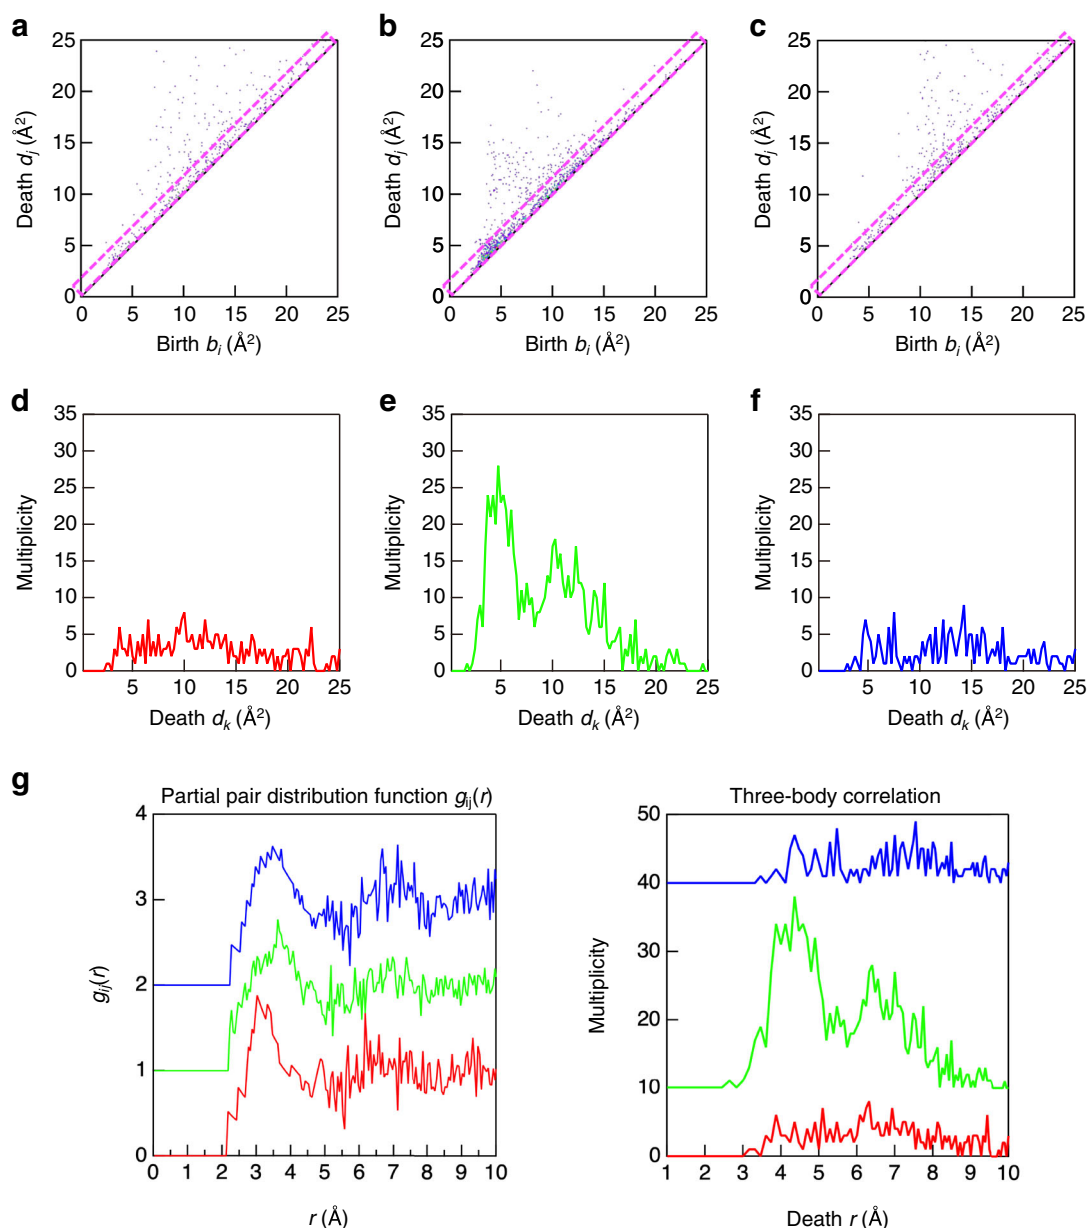 a
25
20
15
10
5
0
Death dj (Å²)
0 5 10 15 20 25
Birth bi (Å²)
b
25
20
15
10
5
0
Death dj (Å²)
0 5 10 15 20 25
Birth bi (Å²)
c
25
20
15
10
5
0
Death dj (Å²)
0 5 10 15 20 25
Birth bi (Å²)
d
35
30
25
20
15
10
5
0
Multiplicity
5 10 15 20 25
Death dk (Å²)
e
35
30
25
20
15
10
5
0
Multiplicity
5 10 15 20 25
Death dk (Å²)
f
35
30
25
20
15
10
5
0
Multiplicity
5 10 15 20 25
Death dk (Å²)
g
Partial pair distribution function gij(r)
4
3
2
1
0
gij(r)
0 1 2 3 4 5 6 7 8 9 10
r (Å)
Three-body correlation
50
40
30
20
10
0
Multiplicity
1 2 3 4 5 6 7 8 9 10
Death r (Å)